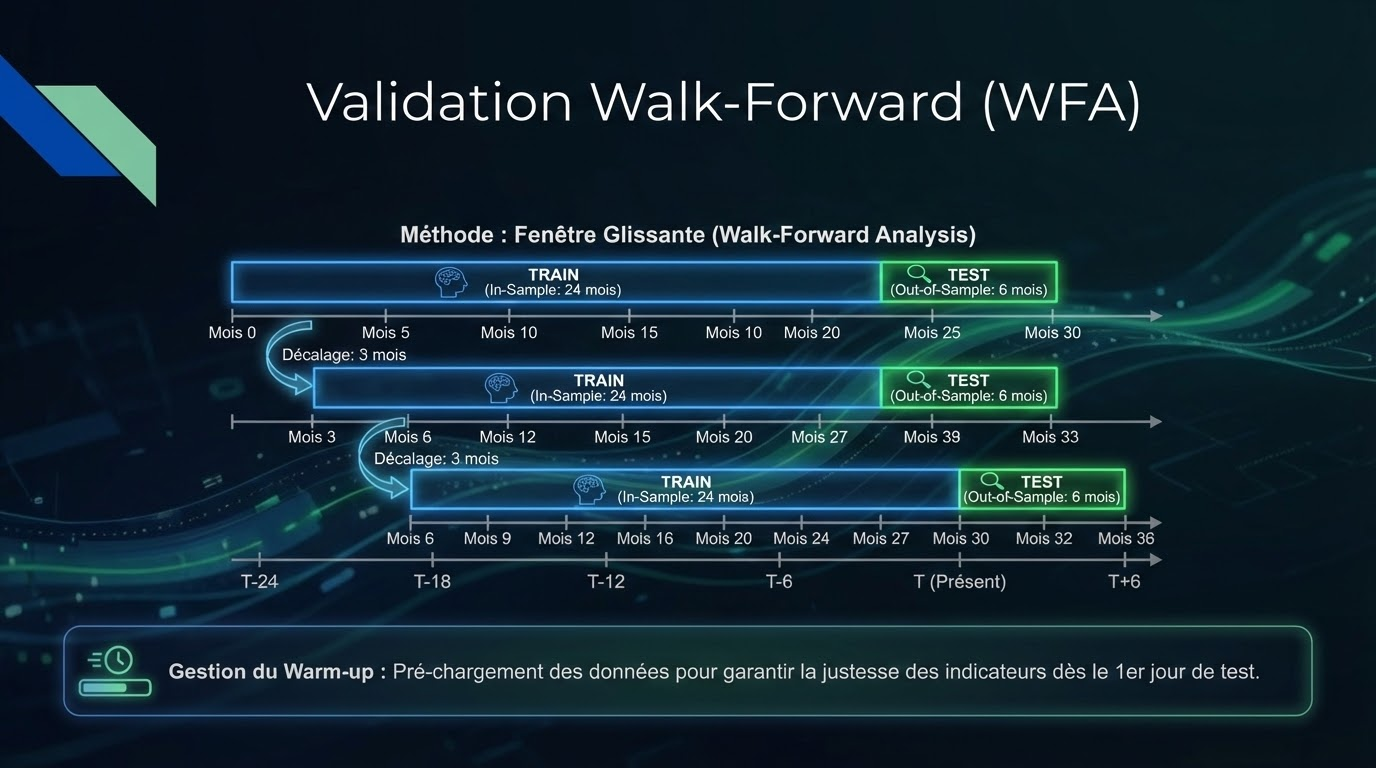 Validation Walk-Forward (WFA)
Méthode : Fenêtre Glissante (Walk-Forward Analysis)
TRAIN
(In-Sample: 24 mois)
TEST
(Out-of-Sample: 6 mois)
Mois 0 Mois 5 Mois 10 Mois 15 Mois 10 Mois 20 Mois 25 Mois 30
Décalage: 3 mois
TRAIN
(In-Sample: 24 mois)
TEST
(Out-of-Sample: 6 mois)
Mois 3 Mois 6 Mois 12 Mois 15 Mois 20 Mois 27 Mois 39 Mois 33
Décalage: 3 mois
TRAIN
(In-Sample: 24 mois)
TEST
(Out-of-Sample: 6 mois)
Mois 6 Mois 9 Mois 12 Mois 16 Mois 20 Mois 24 Mois 27 Mois 30 Mois 32 Mois 36
T-24 T-18 T-12 T-6 T (Présent) T+6
Gestion du Warm-up : Pré-chargement des données pour garantir la justesse des indicateurs dès le 1er jour de test.